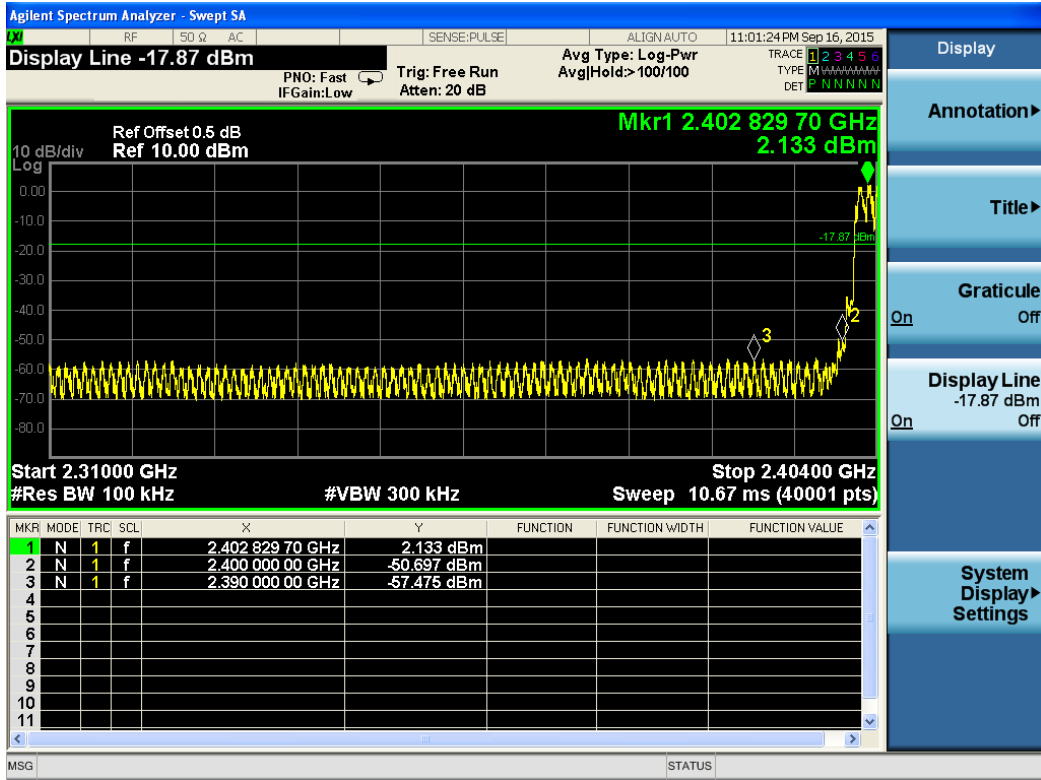 Agilent Spectrum Analyzer - Swept SA
LXI RF 50 Ω AC SENSE:PULSE ALIGN AUTO 11:01:24 PM Sep 16, 2015
Display Line -17.87 dBm
PNO: Fast
IFGain:Low
Trig: Free Run
Atten: 20 dB
Avg Type: Log-Pwr
Avg|Hold:>100/100
TRACE 1 2 3 4 5 6
TYPE M W W W W W
DET P N N N N N
Ref Offset 0.5 dB
10 dB/div Ref 10.00 dBm
Log
Mkr1 2.402 829 70 GHz
2.133 dBm
0.00
-10.0
-17.87 dBm
-20.0
-30.0
-40.0
2
-50.0
3
-60.0
-70.0
-80.0
Start 2.31000 GHz Stop 2.40400 GHz
#Res BW 100 kHz #VBW 300 kHz Sweep 10.67 ms (40001 pts)
MKR MODE TRC SCL X Y FUNCTION FUNCTION WIDTH FUNCTION VALUE
1 N 1 f 2.402 829 70 GHz 2.133 dBm
2 N 1 f 2.400 000 00 GHz -50.697 dBm
3 N 1 f 2.390 000 00 GHz -57.475 dBm
4
5
6
7
8
9
10
11
MSG STATUS
Display
Annotation
Title
Graticule
On Off
Display Line
-17.87 dBm
On Off
System
Display
Settings